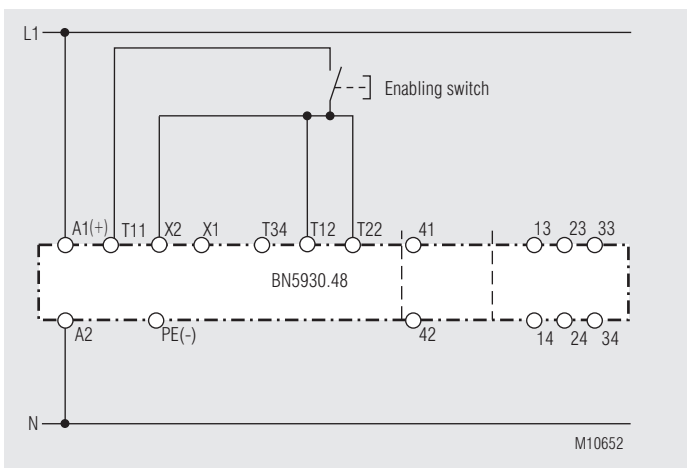 L1
Enabling switch
A1(+) T11 X2 X1 T34 T12 T22 41 13 23 33
BN5930.48
A2 PE(-) 42 14 24 34
N
M10652